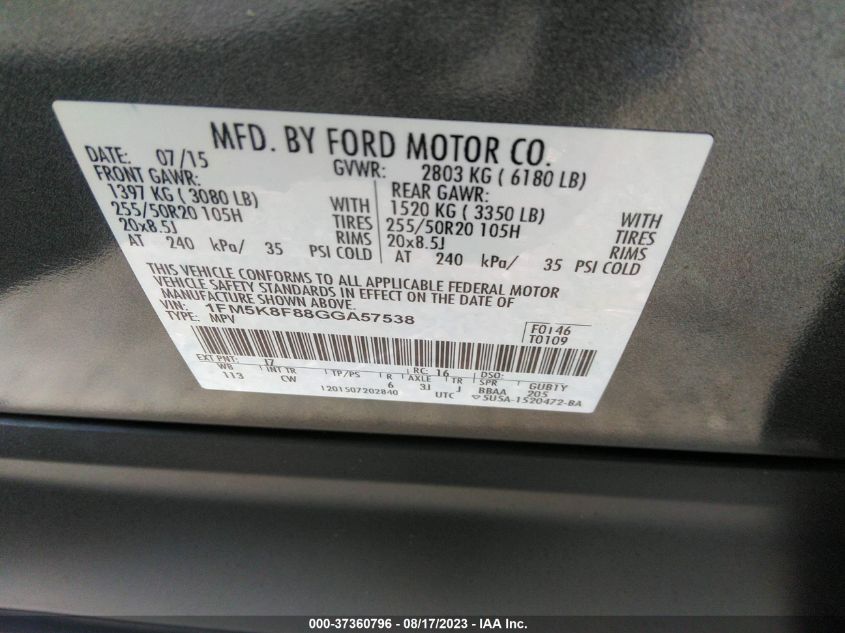 MFD. BY FORD MOTOR CO.
DATE: 07/15 GVWR: 2803 KG ( 6180 LB)
FRONT GAWR: REAR GAWR:
1397 KG ( 3080 LB) WITH 1520 KG ( 3350 LB) WITH
255/50R20 105H TIRES 255/50R20 105H TIRES
20x8.5J RIMS 20x8.5J RIMS
AT 240 kPa/ 35 PSI COLD AT 240 kPa/ 35 PSI COLD
THIS VEHICLE CONFORMS TO ALL APPLICABLE FEDERAL MOTOR
VEHICLE SAFETY STANDARDS IN EFFECT ON THE DATE OF
MANUFACTURE SHOWN ABOVE.
VIN: 1FM5K8F88GGA57538 F0146
TYPE: MPV T0109
EXT PNT: J7 RC: 16 DSO:
WB INT TR TP/PS R AXLE TR SPR GUBTY
113 CW 6 3J J BBAA 205
1201507202840 UTC 5U5A-1520472-BA
000-37360796 - 08/17/2023 - IAA Inc.